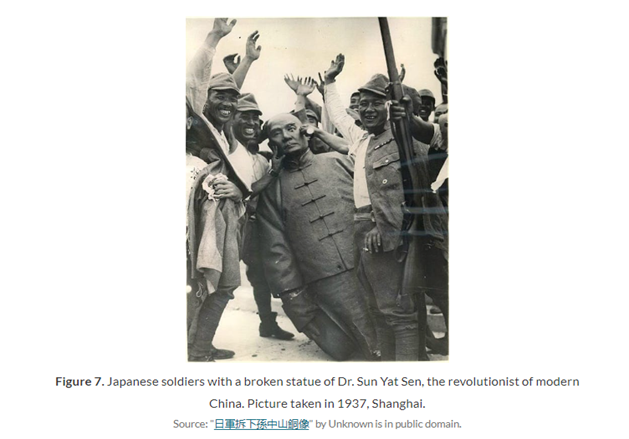 Figure 7. Japanese soldiers with a broken statue of Dr. Sun Yat Sen, the revolutionist of modern
China. Picture taken in 1937, Shanghai.
Source: "日軍拆下孫中山銅像" by Unknown is in public domain.